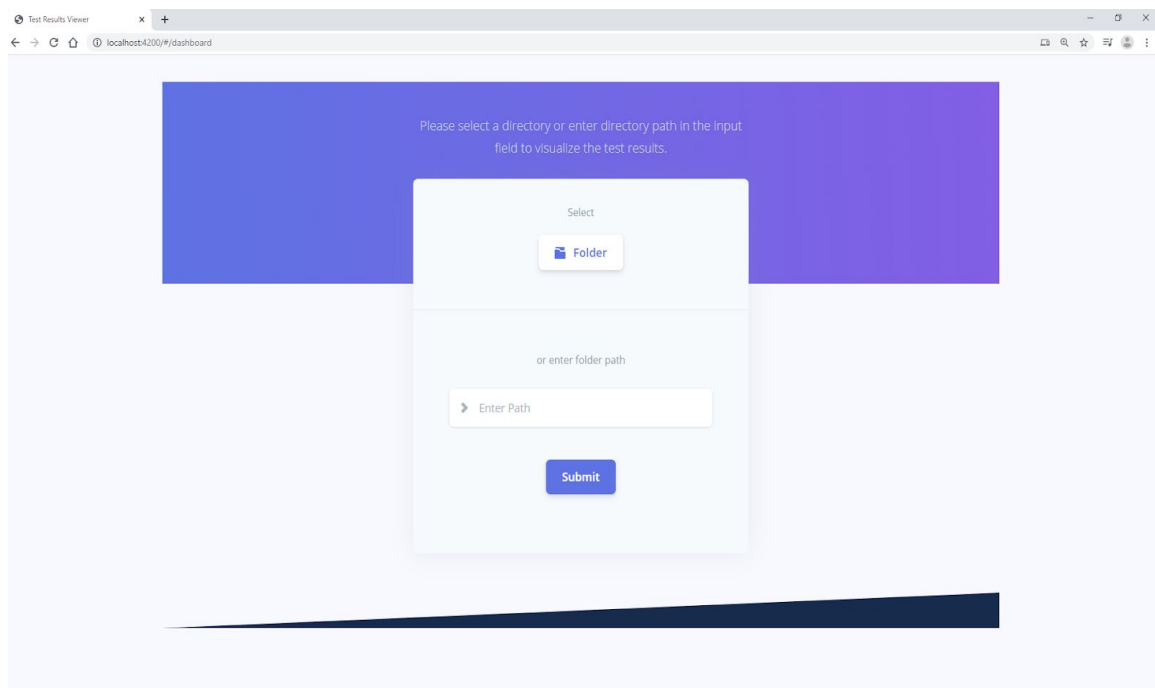 Test Results Viewer
localhost:4200/#/dashboard
Please select a directory or enter directory path in the input
field to visualize the test results.
Select
Folder
or enter folder path
Enter Path
Submit